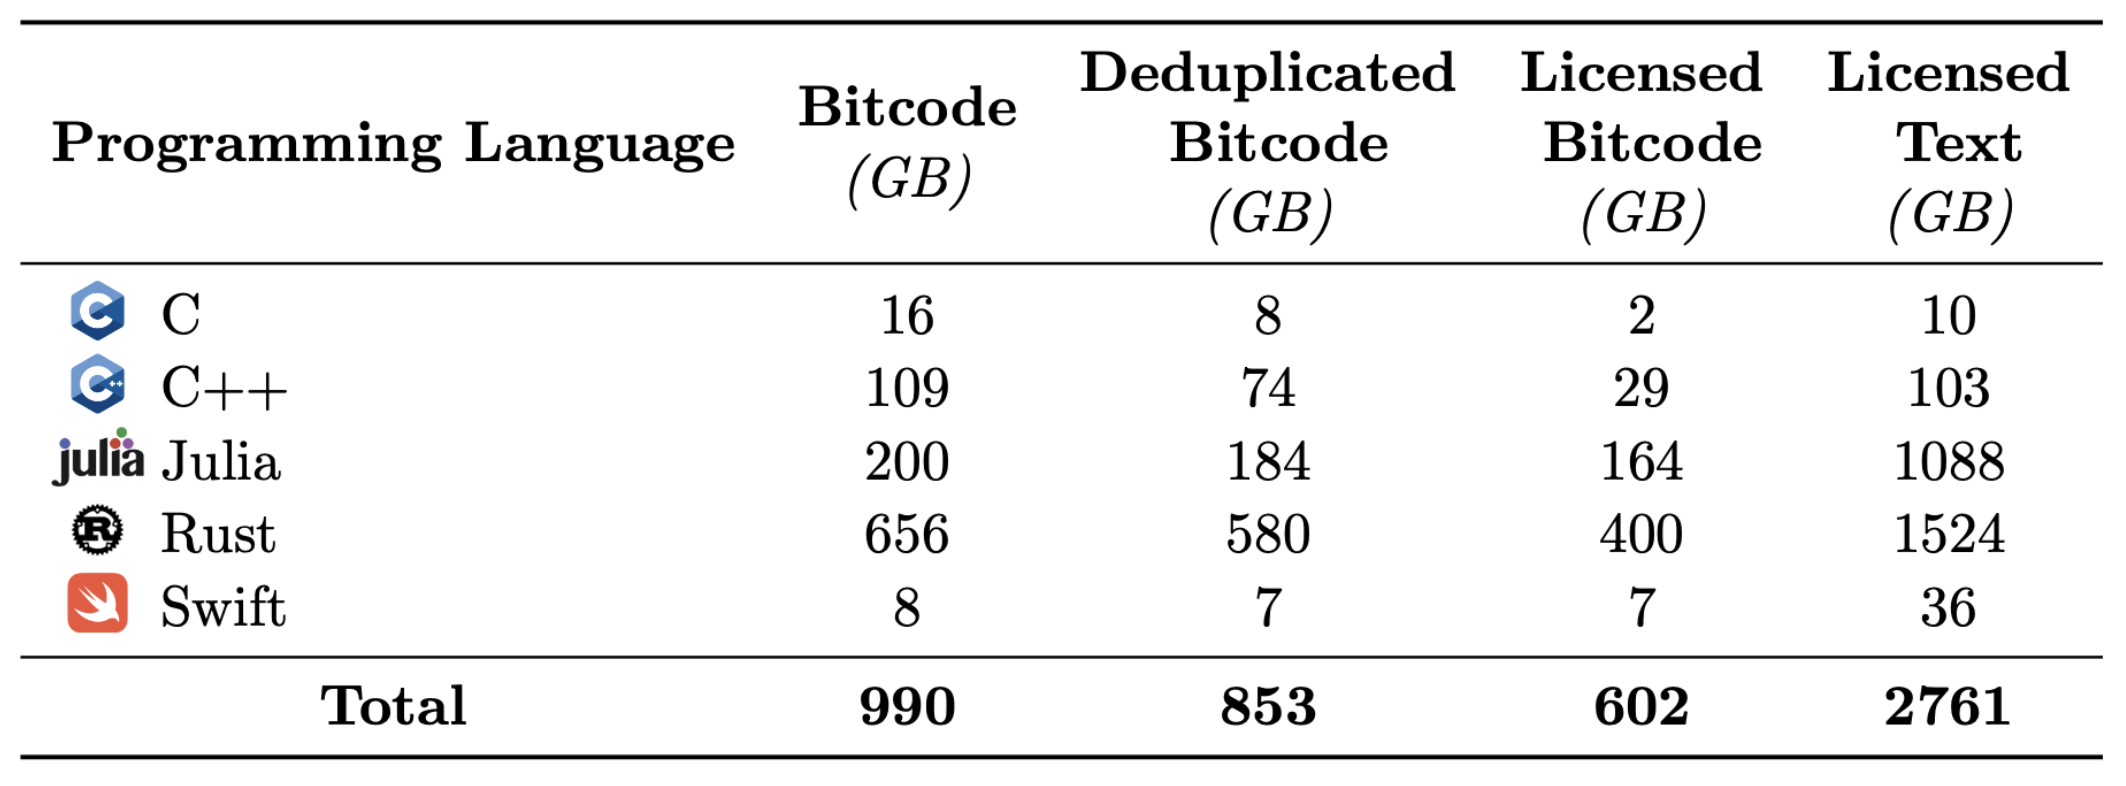 Programming Language Bitcode (GB) Deduplicated Bitcode (GB) Licensed Bitcode (GB) Licensed Text (GB)
C 16 8 2 10
C++ 109 74 29 103
julia Julia 200 184 164 1088
Rust 656 580 400 1524
Swift 8 7 7 36
Total 990 853 602 2761